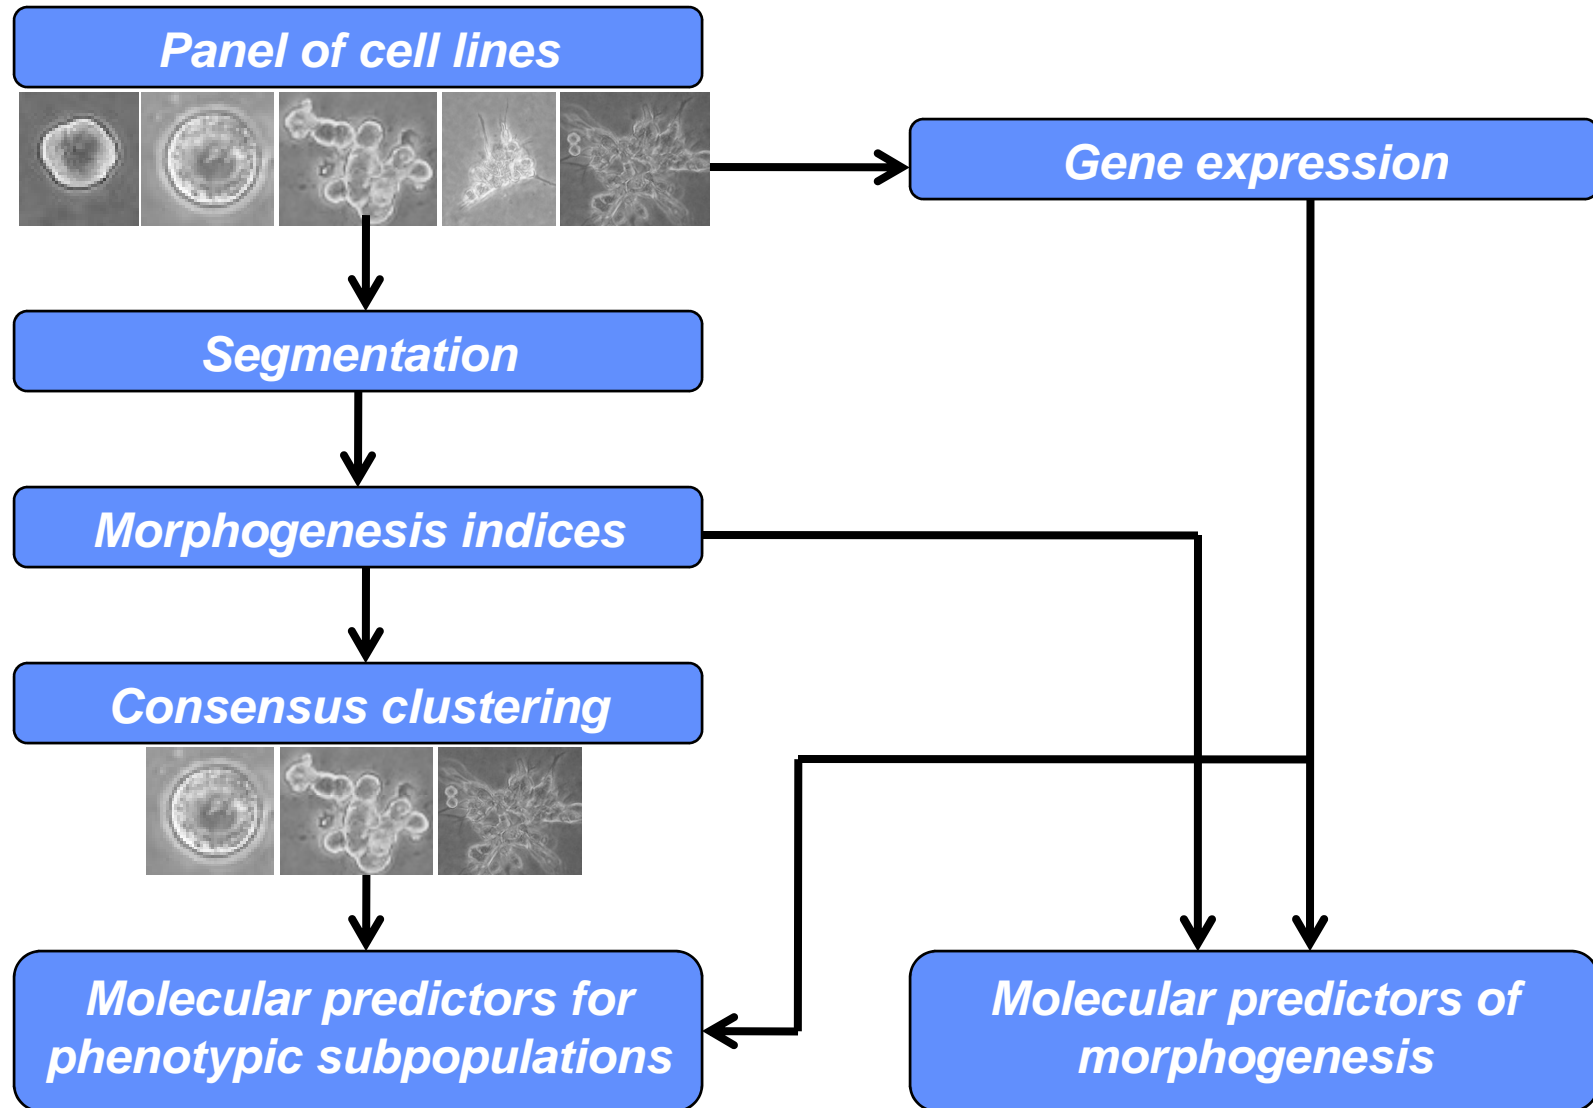 Panel of cell lines
Gene expression
Segmentation
Morphogenesis indices
Consensus clustering
Molecular predictors for
phenotypic subpopulations
Molecular predictors of
morphogenesis